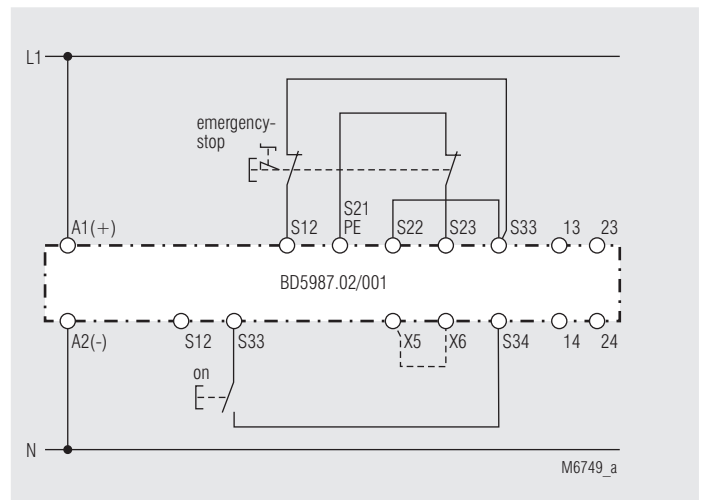 L1
emergency-
stop
S21
A1(+) S12 PE S22 S23 S33 13 23
BD5987.02/001
A2(-) S12 S33 X5 X6 S34 14 24
on
N
M6749_a